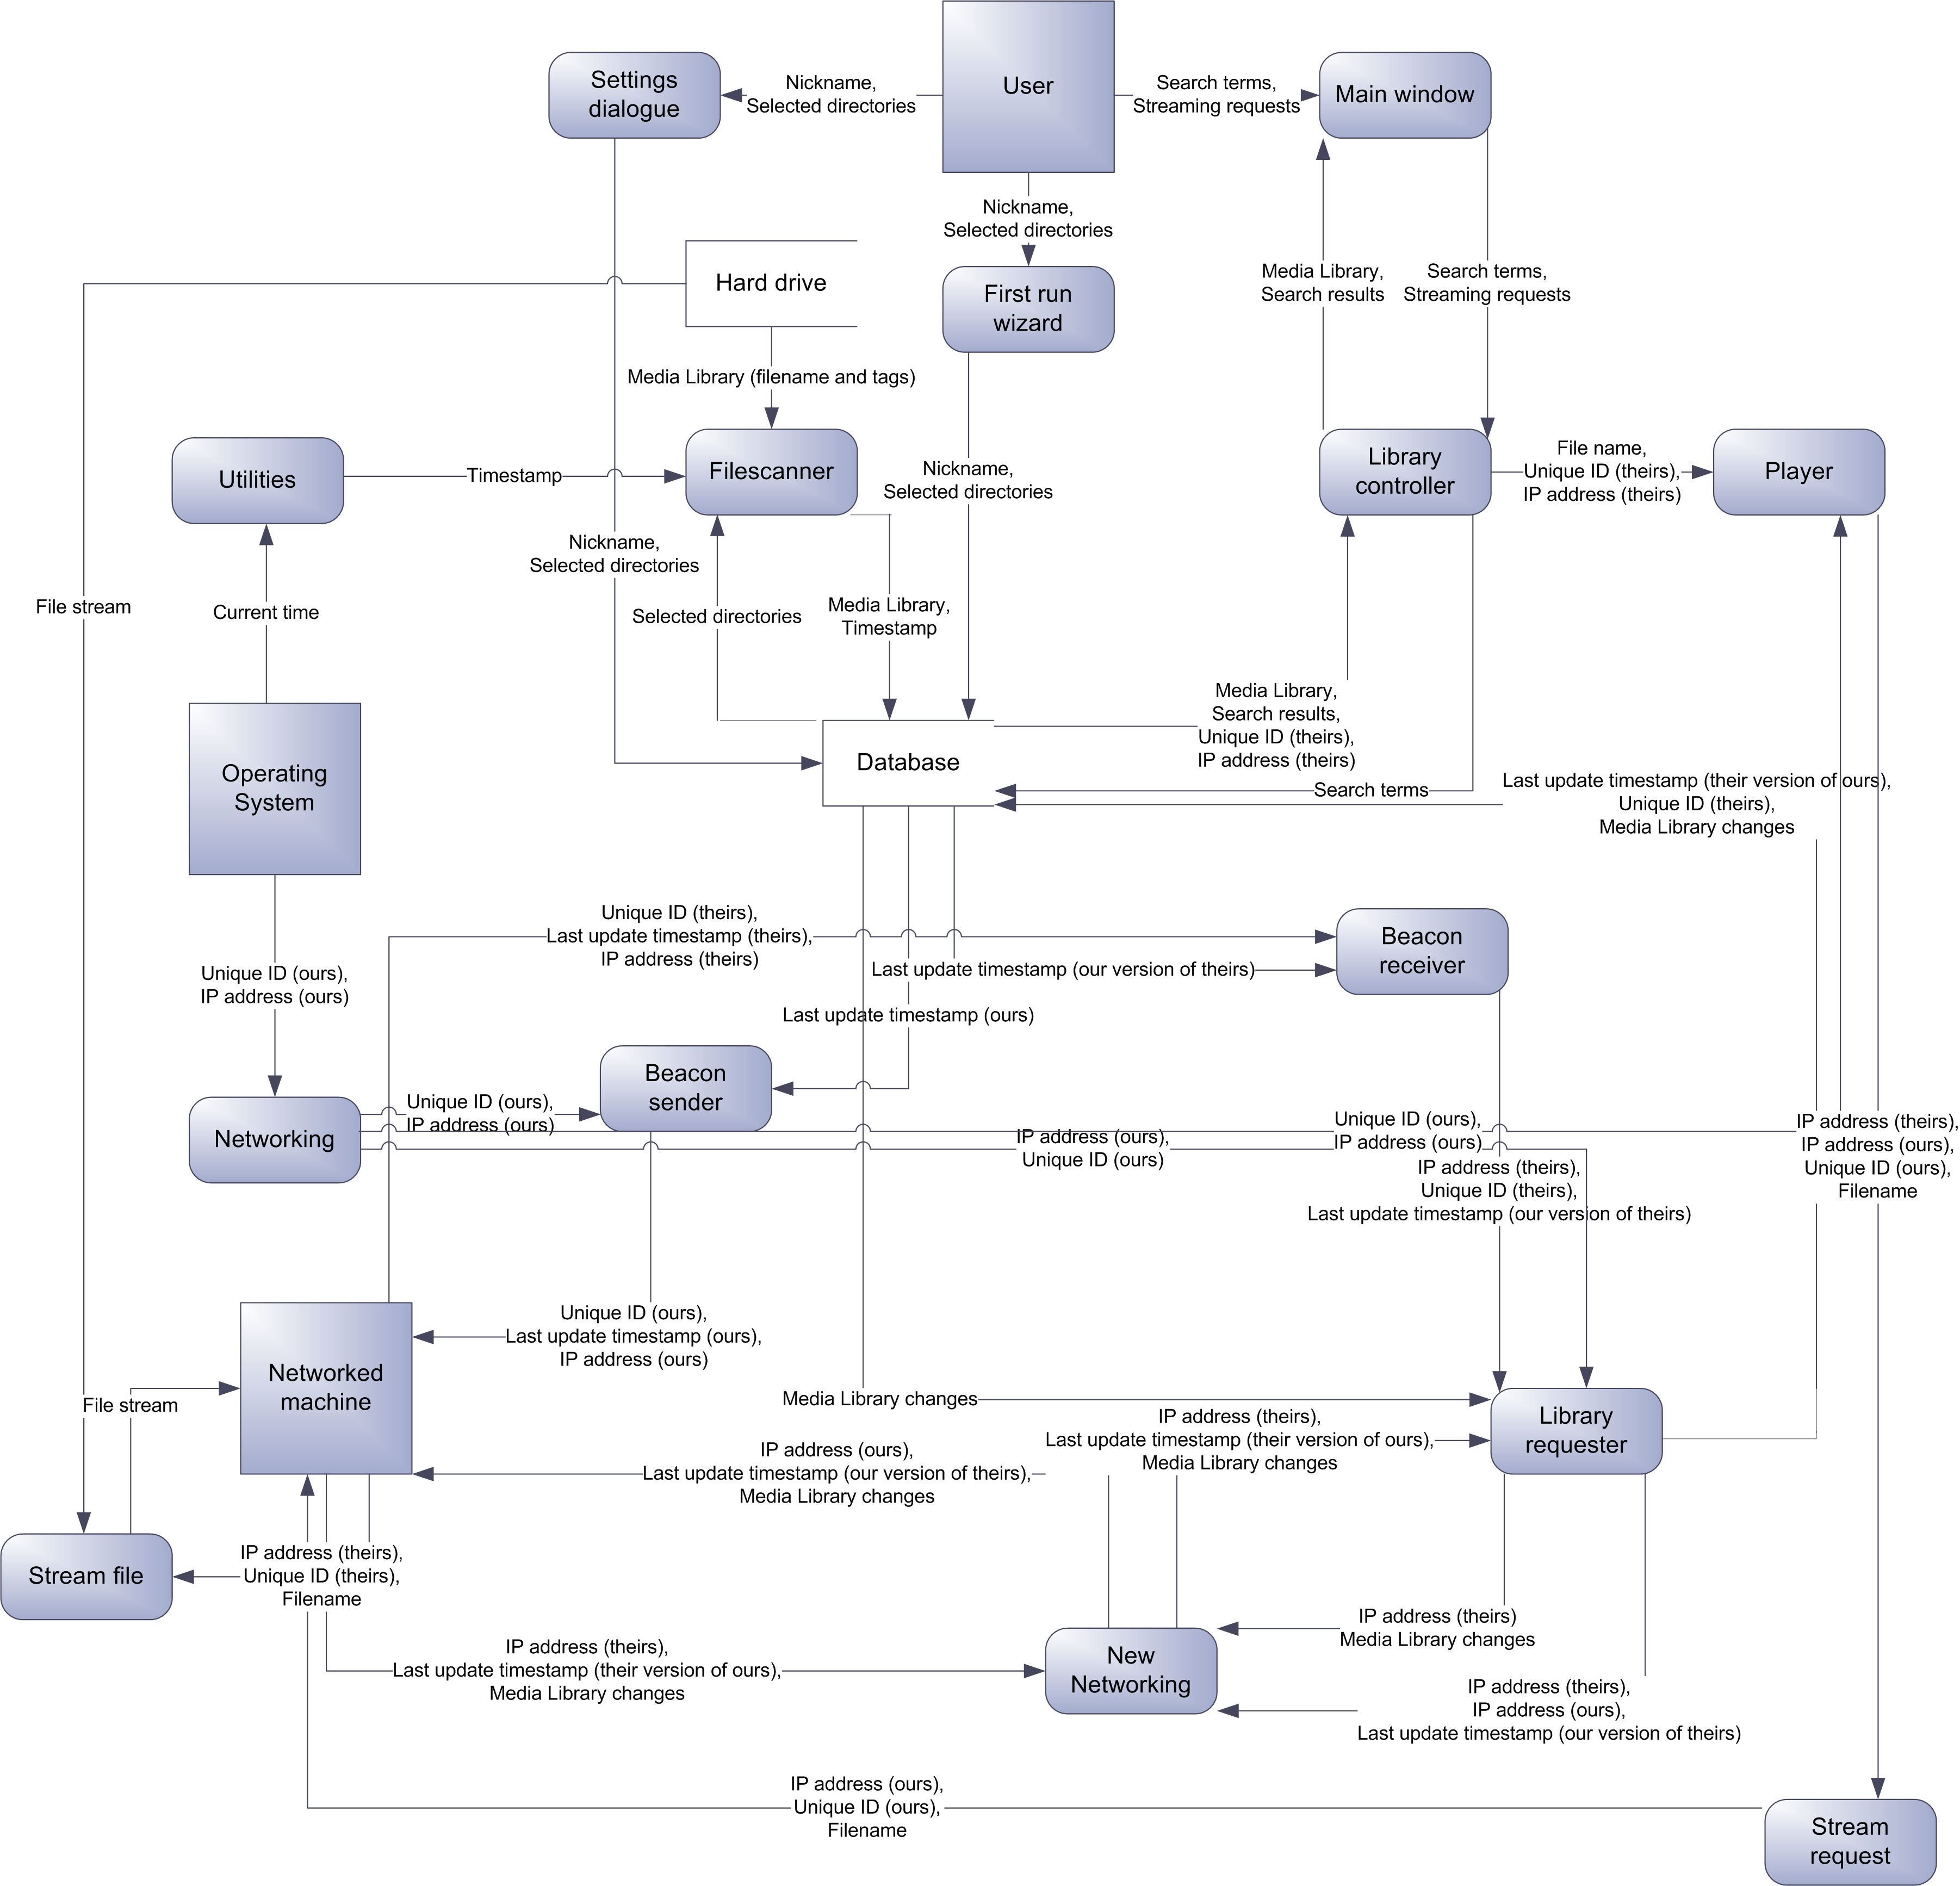 Settings
dialogue
Nickname,
Selected directories
User
Search terms,
Streaming requests
Main window
Nickname,
Selected directories
Hard drive
First run
wizard
Media Library,
Search results
Search terms,
Streaming requests
Media Library (filename and tags)
Utilities
Timestamp
Filescanner
Nickname,
Selected directories
Library
controller
File name,
Unique ID (theirs),
IP address (theirs)
Player
Nickname,
Selected directories
File stream
Current time
Selected directories
Media Library,
Timestamp
Operating
System
Database
Media Library,
Search results,
Unique ID (theirs),
IP address (theirs)
Search terms
Last update timestamp (their version of ours),
Unique ID (theirs),
Media Library changes
Unique ID (theirs),
Last update timestamp (theirs),
IP address (theirs)
Beacon
receiver
Last update timestamp (our version of theirs)
Unique ID (ours),
IP address (ours)
Last update timestamp (ours)
Beacon
sender
Networking
Unique ID (ours),
IP address (ours)
IP address (ours),
Unique ID (ours)
Unique ID (ours),
IP address (ours)
IP address (theirs),
Unique ID (theirs),
Last update timestamp (our version of theirs)
IP address (theirs),
IP address (ours),
Unique ID (ours),
Filename
Networked
machine
Unique ID (ours),
Last update timestamp (ours),
IP address (ours)
File stream
Media Library changes
IP address (theirs),
Last update timestamp (their version of ours),
Media Library changes
Library
requester
IP address (ours),
Last update timestamp (our version of theirs),
Media Library changes
Stream file
IP address (theirs),
Unique ID (theirs),
Filename
IP address (theirs)
Media Library changes
IP address (theirs),
Last update timestamp (their version of ours),
Media Library changes
New
Networking
IP address (theirs),
IP address (ours),
Last update timestamp (our version of theirs)
IP address (ours),
Unique ID (ours),
Filename
Stream
request